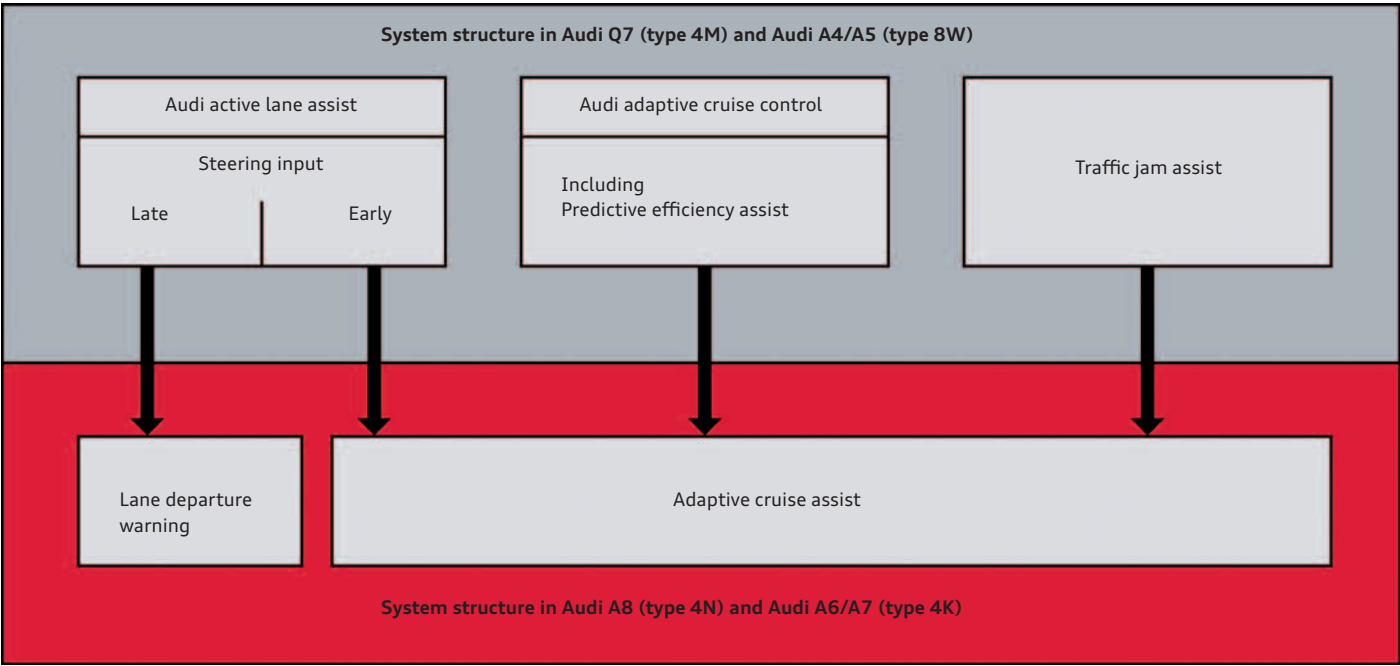 System structure in Audi Q7 (type 4M) and Audi A4/A5 (type 8W)
Audi active lane assist
Steering input
Late
Early
Audi adaptive cruise control
Including
Predictive efficiency assist
Traffic jam assist
Lane departure
warning
Adaptive cruise assist
System structure in Audi A8 (type 4N) and Audi A6/A7 (type 4K)